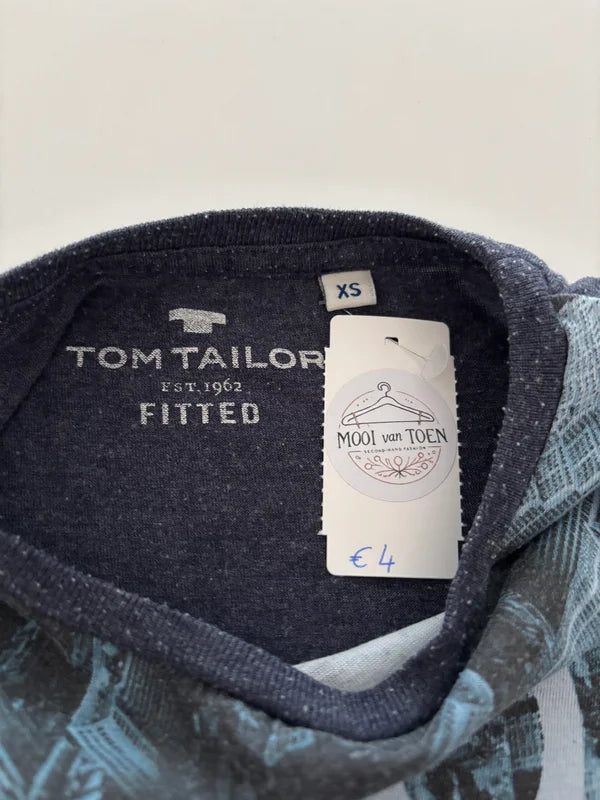 XS
TOM TAILOR
EST. 1962
FITTED
MOOI van TOEN
SECOND-HAND FASHION
€ 4